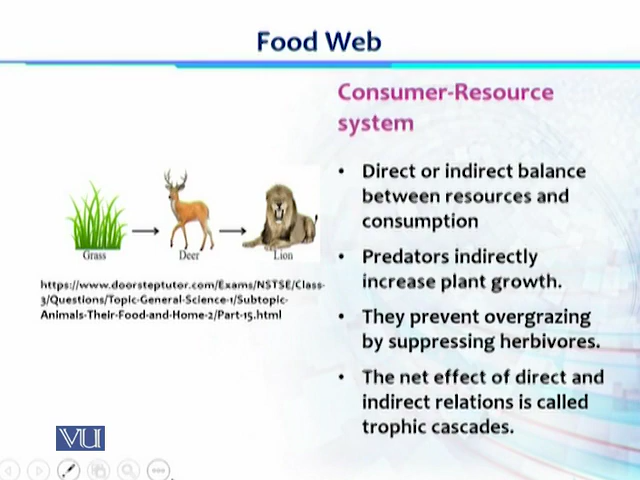 Food Web
Consumer-Resource
system
• Direct or indirect balance
between resources and
consumption
• Predators indirectly
increase plant growth.
• They prevent overgrazing
by suppressing herbivores.
• The net effect of direct and
indirect relations is called
trophic cascades.
Grass Deer Lion
https://www.doorsteptutor.com/Exams/NSTSE/Class-
3/Questions/Topic-General-Science-1/Subtopic-
Animals-Their-Food-and-Home-2/Part-15.html
VU